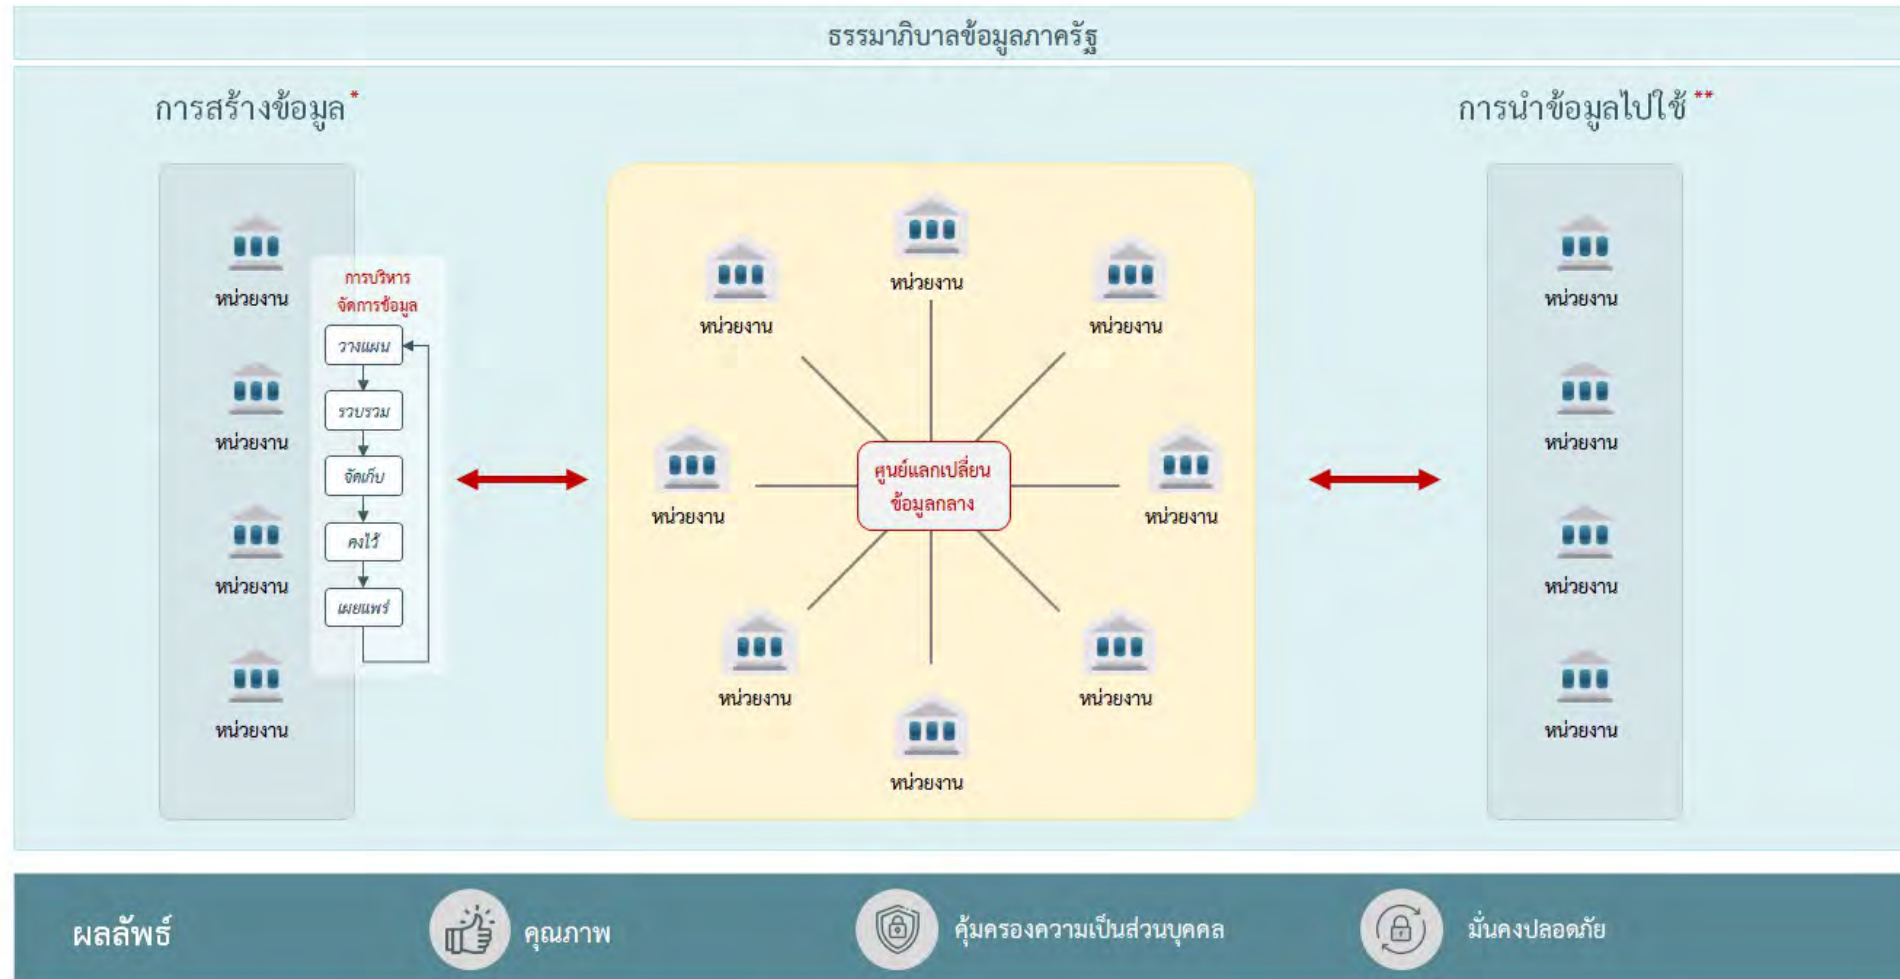 ธรรมาภิบาลข้อมูลภาครัฐ
การสร้างข้อมูล*
การนำข้อมูลไปใช้**
หน่วยงาน
หน่วยงาน
หน่วยงาน
หน่วยงาน
การบริหาร
จัดการข้อมูล
วางแผน
รวบรวม
จัดเก็บ
คงไว้
เผยแพร่
หน่วยงาน
หน่วยงาน
หน่วยงาน
หน่วยงาน
ศูนย์แลกเปลี่ยน
ข้อมูลกลาง
หน่วยงาน
หน่วยงาน
หน่วยงาน
หน่วยงาน
หน่วยงาน
หน่วยงาน
หน่วยงาน
หน่วยงาน
ผลลัพธ์
คุณภาพ
คุ้มครองความเป็นส่วนบุคคล
มั่นคงปลอดภัย